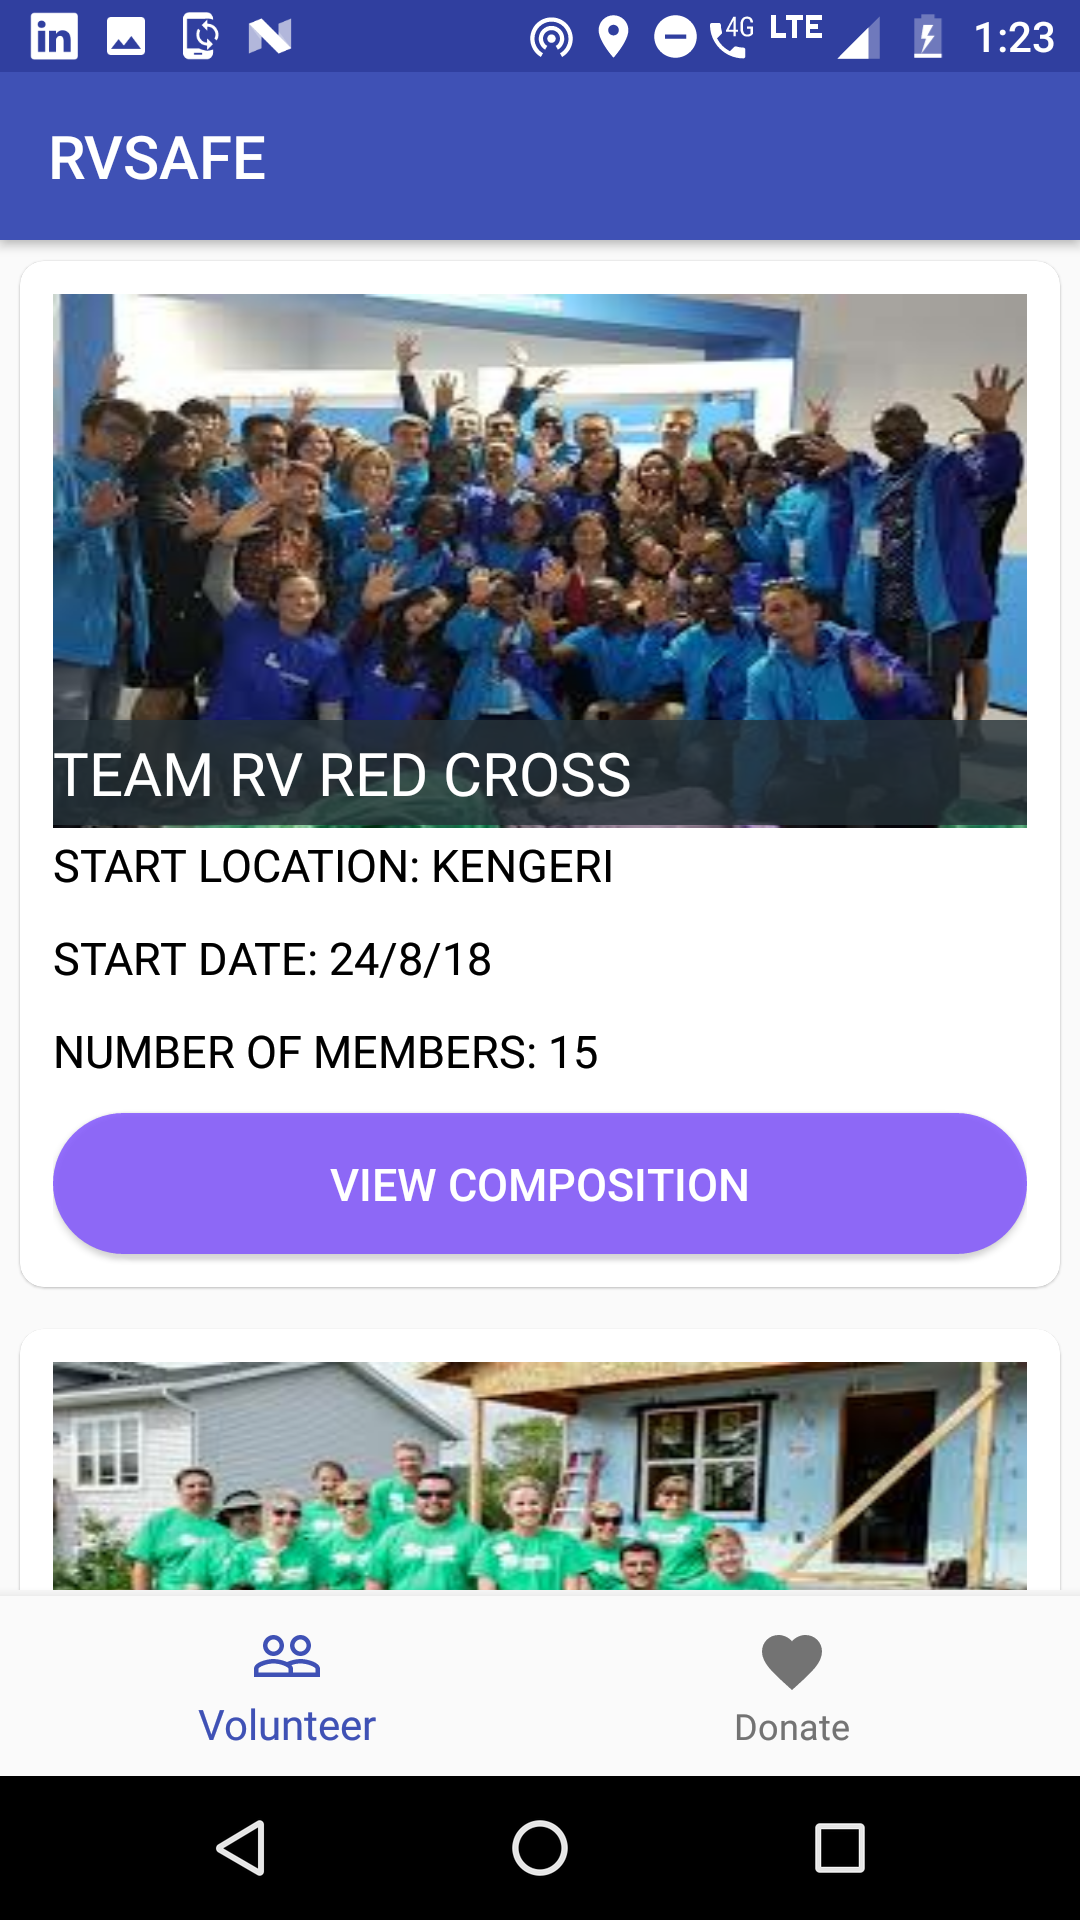 in 4G LTE 1:23
RVSAFE
TEAM RV RED CROSS
START LOCATION: KENGERI
START DATE: 24/8/18
NUMBER OF MEMBERS: 15
VIEW COMPOSITION
Volunteer
Donate